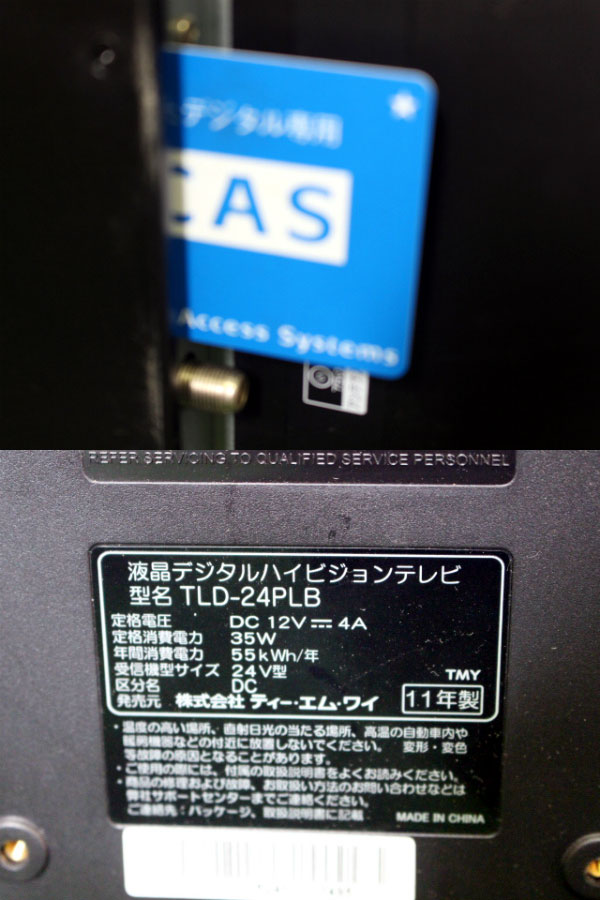 デジタル専用
CAS
Access Systems
REFER SERVICING TO QUALIFIED SERVICE PERSONNEL
液晶デジタルハイビジョンテレビ
型名 TLD-24PLB
定格電圧 DC 12V⎓4A
定格消費電力 35W
年間消費電力 55kWh/年
受信機型サイズ 24V型
区分名 DC
TMY
発売元 株式会社 ティー・エム・ワイ 11年製
・温度の高い場所、直射日光の当たる場所、高温の自動車内や
暖房機器などの付近に放置しないでください。 変形・変色
等故障の原因となることがあります。
・ご使用の際には、付属の取扱説明書をよくお読みください。
・商品の修理および故障、お取扱い方法のお問い合わせなどは
弊社サポートセンターまでご連絡ください。
ご連絡先:パッケージ、取扱説明書に記載
MADE IN CHINA